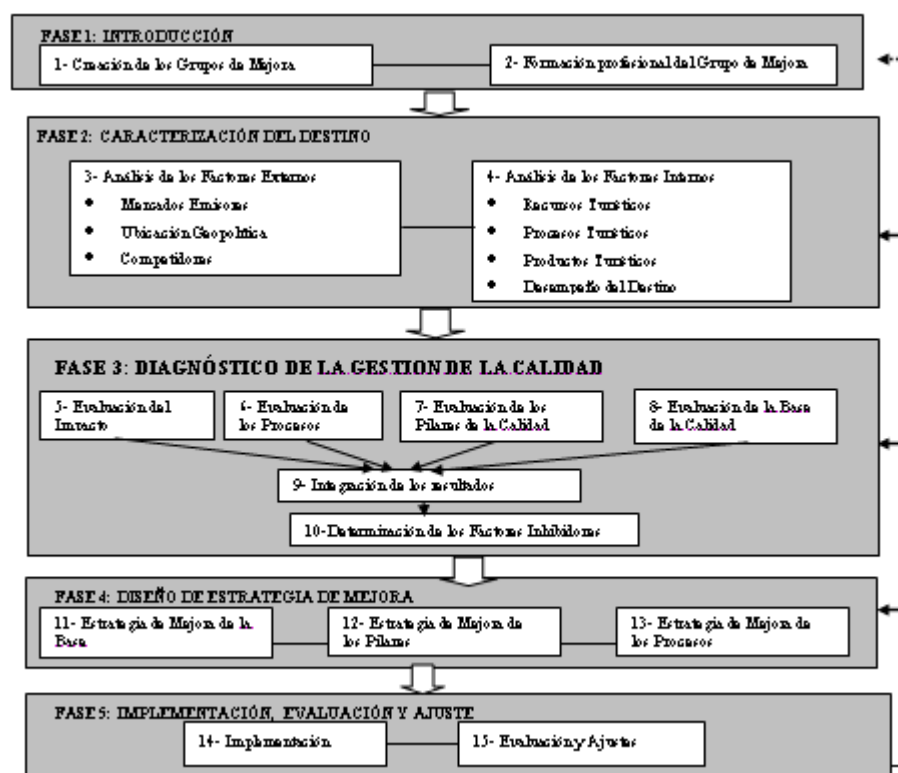 FASE 1: INTRODUCCIÓN
1- Creación de los Grupos de Mejora
2- Formación profesional del Grupo de Mejora
FASE 2: CARACTERIZACIÓN DEL DESTINO
3- Análisis de los Factores Externos
• Mercados Emisores
• Ubicación Geopolítica
• Competidores
4- Análisis de los Factores Internos
• Recursos Turísticos
• Procesos Turísticos
• Productos Turísticos
• Desempeño del Destino
FASE 3: DIAGNÓSTICO DE LA GESTION DE LA CALIDAD
5- Evaluación del
Impacto
6- Evaluación de
los Procesos
7- Evaluación de los
Pilares de la Calidad
8- Evaluación de la Base
de la Calidad
9- Integración de los resultados
10- Determinación de los Factores Inhibidores
FASE 4: DISEÑO DE ESTRATEGIA DE MEJORA
11- Estrategia de Mejora de la
Base
12- Estrategia de Mejora de
los Pilares
13- Estrategia de Mejora de
los Procesos
FASE 5: IMPLEMENTACIÓN, EVALUACIÓN Y AJUSTE
14- Implementación
15- Evaluación y Ajustes